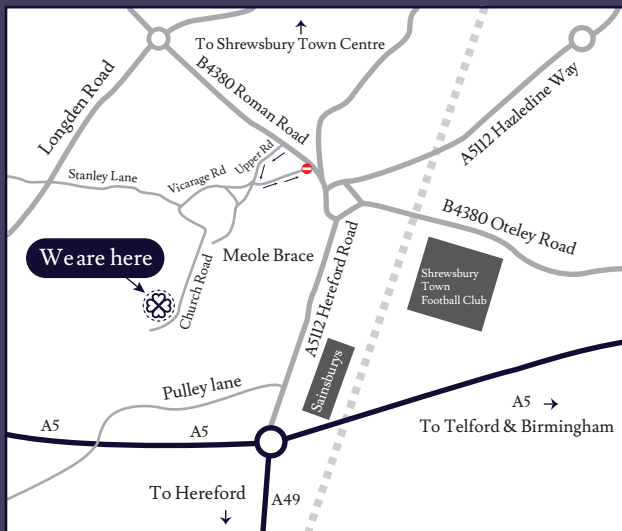 To Shrewsbury Town Centre
Longden Road
B4380 Roman Road
A5112 Hazledine Way
Upper Rd
Stanley Lane
Vicarage Rd
B4380 Oteley Road
We are here
Meole Brace
Church Road
A5112 Hereford Road
Shrewsbury
Town
Football Club
Sainsburys
Pulley lane
A5
A5
A5
To Telford & Birmingham
To Hereford
A49